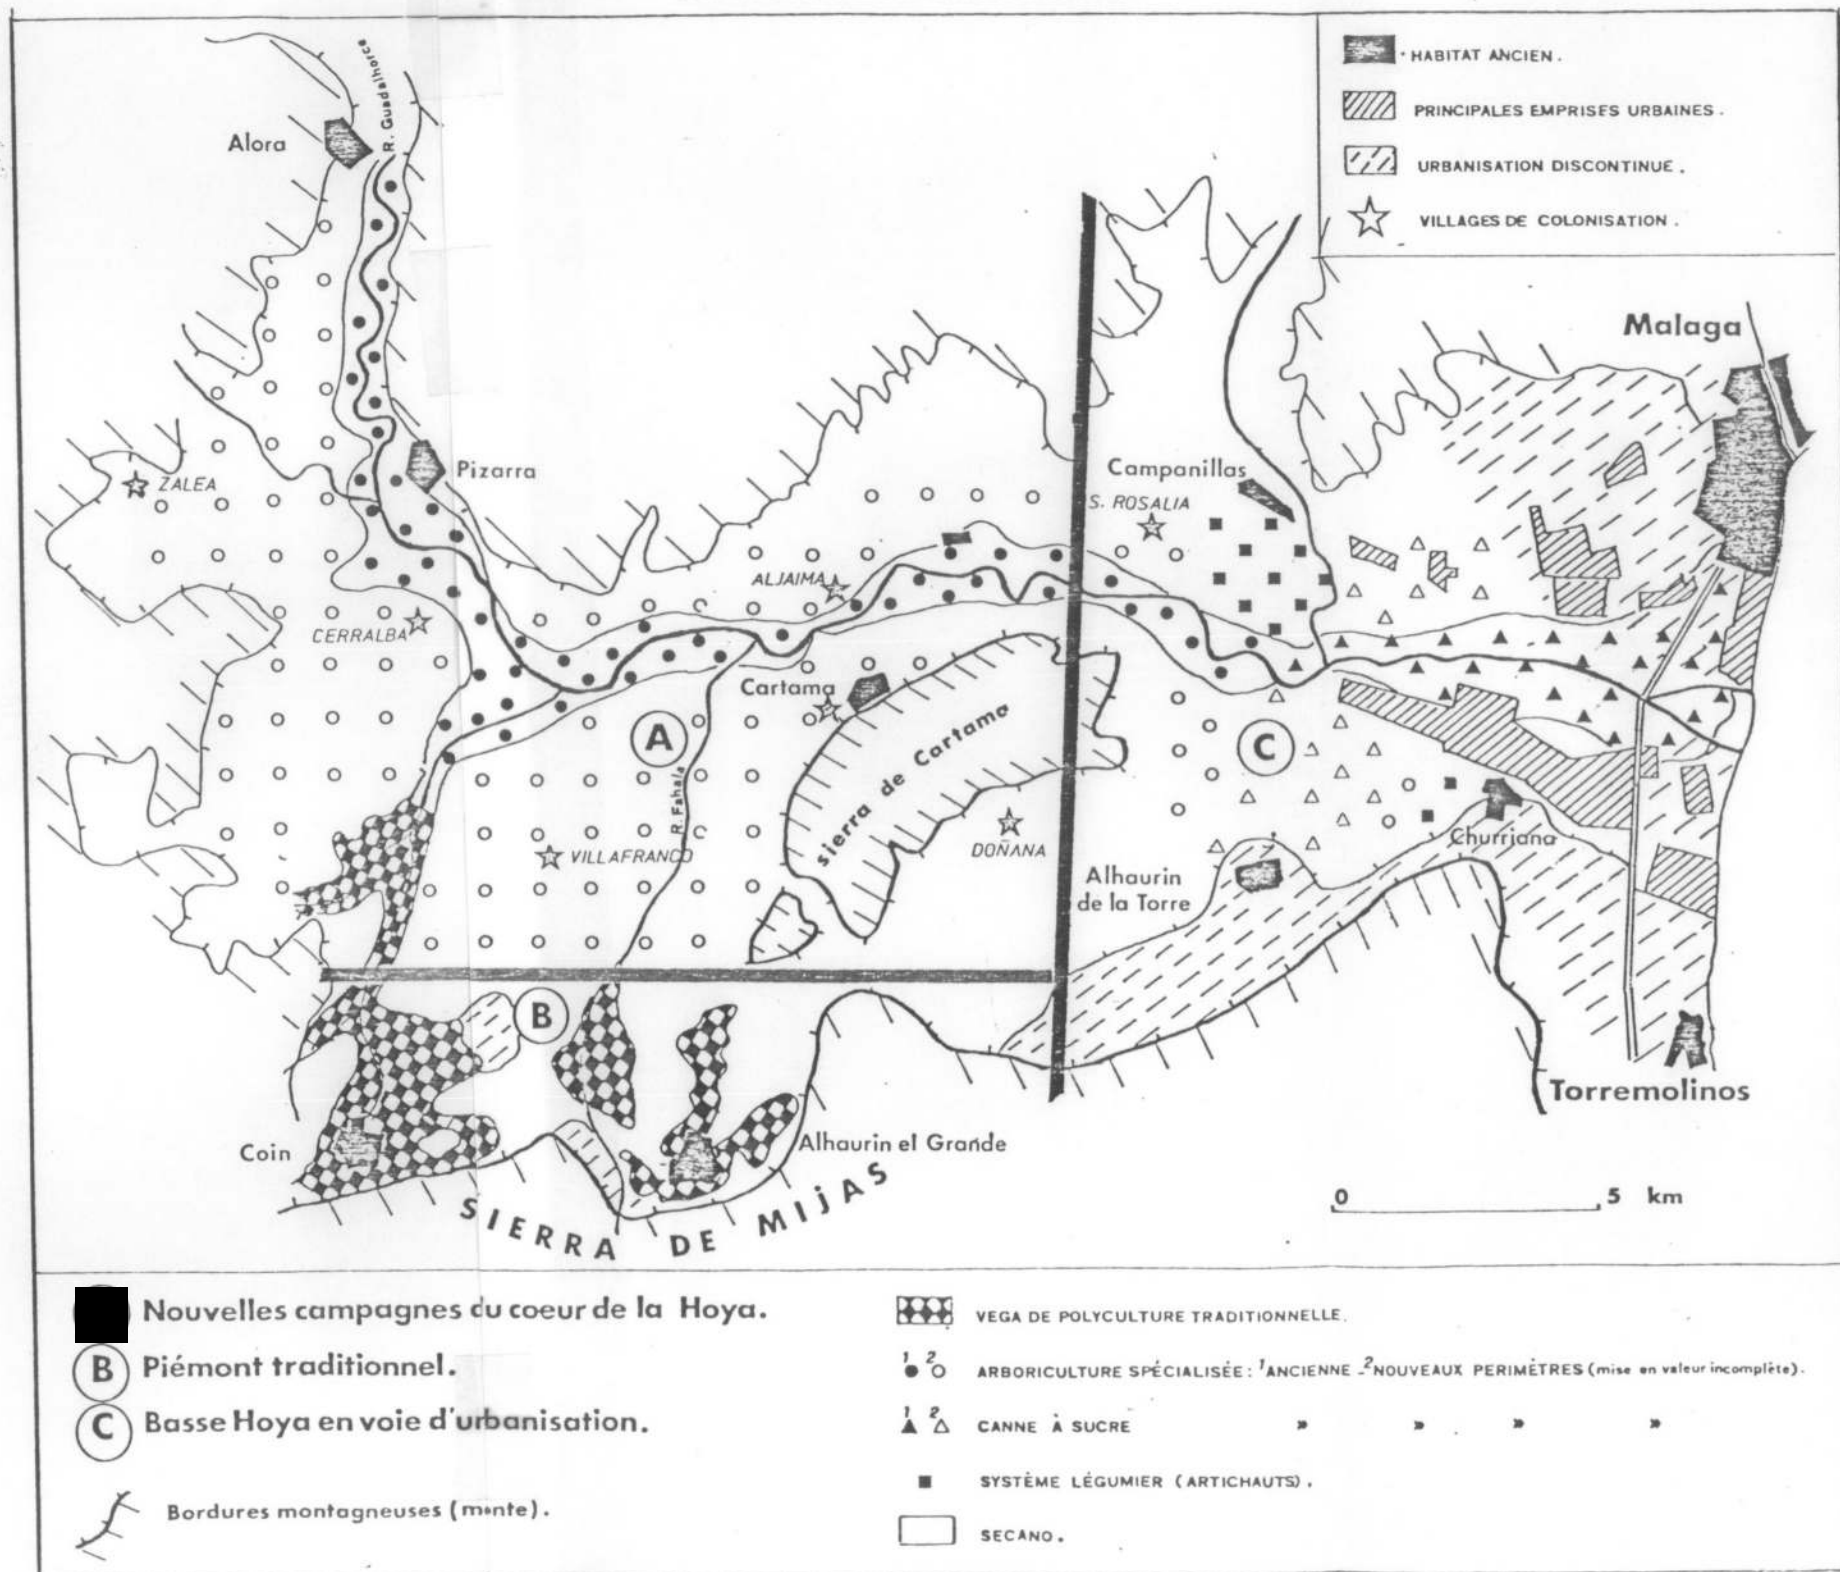 HABITAT ANCIEN.
PRINCIPALES EMPRISES URBAINES.
URBANISATION DISCONTINUE.
VILLAGES DE COLONISATION.
R. Guadalhorce
Alora
Malaga
Pizarra
ZALEA
Campanillas
S. ROSALIA
ALJAIMA
CERRALBA
Cartama
A
C
sierra de Cartama
R. Fahala
VILLAFRANCO
DOÑANA
Churriana
Alhaurin
de la Torre
B
Torremolinos
Coin
Alhaurin el Grande
SIERRA DE MIJAS
0 5 km
Nouvelles campagnes du coeur de la Hoya.
B Piémont traditionnel.
C Basse Hoya en voie d'urbanisation.
Bordures montagneuses (monte).
VEGA DE POLYCULTURE TRADITIONNELLE.
1 2 ARBORICULTURE SPÉCIALISÉE: 1ANCIENNE _ 2NOUVEAUX PERIMÈTRES (mise en valeur incomplète).
1 2 CANNE À SUCRE » » » »
SYSTÈME LÉGUMIER (ARTICHAUTS).
SECANO.